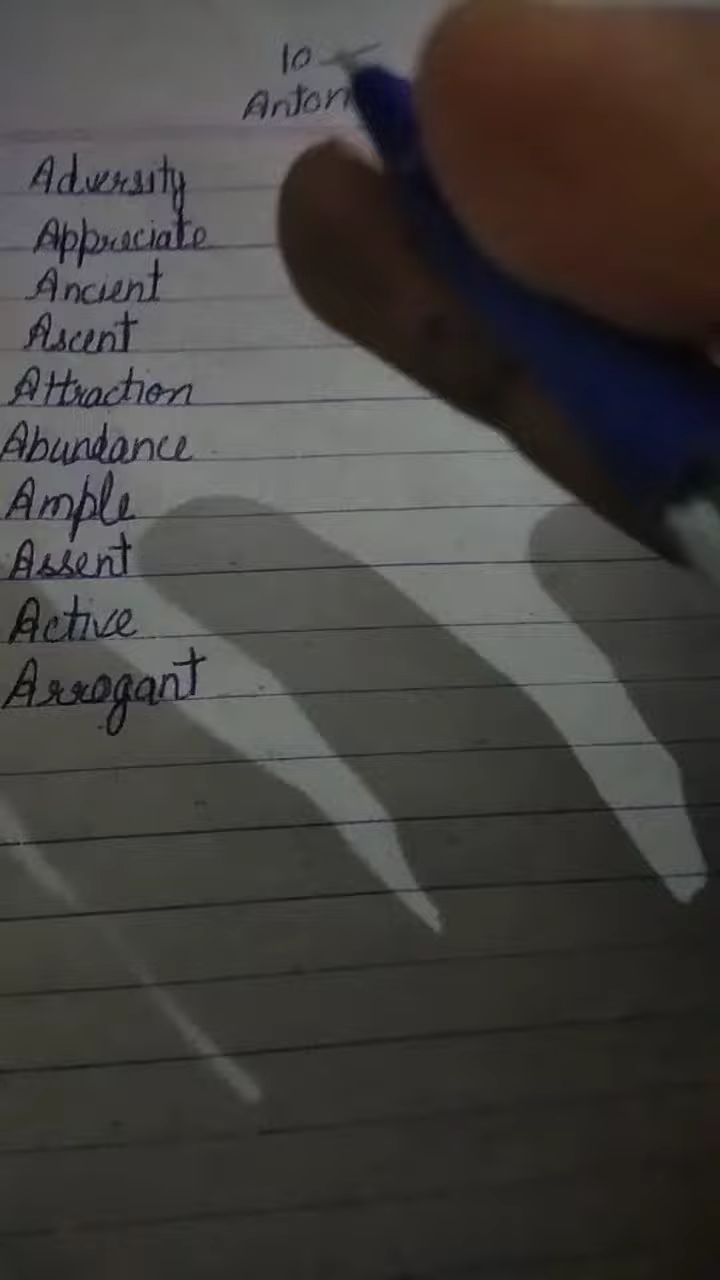 10
Adversity
Appreciate
Ancient
Ascent
Attraction
Abundance
Ample
Assent
Active
Arrogant